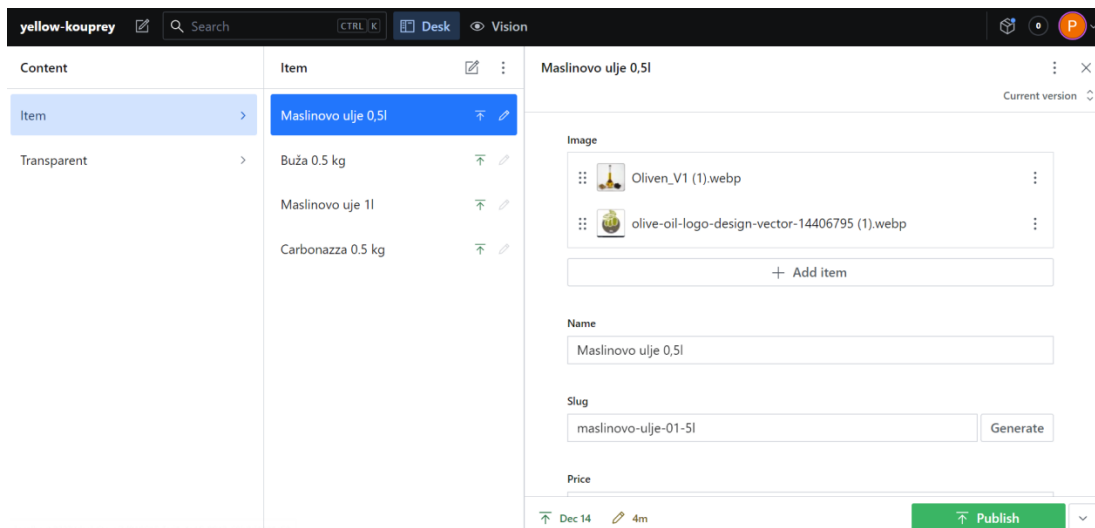 yellow-kouprey Search CTRL K Desk Vision 0 P
Content
Item
Transparent
Item
Maslinovo ulje 0,5l
Buža 0.5 kg
Maslinovo uje 1l
Carbonazza 0.5 kg
Maslinovo ulje 0,5l
Current version
Image
Oliven_V1 (1).webp
olive-oil-logo-design-vector-14406795 (1).webp
+ Add item
Name
Maslinovo ulje 0,5l
Slug
maslinovo-ulje-01-5l Generate
Price
Dec 14 4m Publish